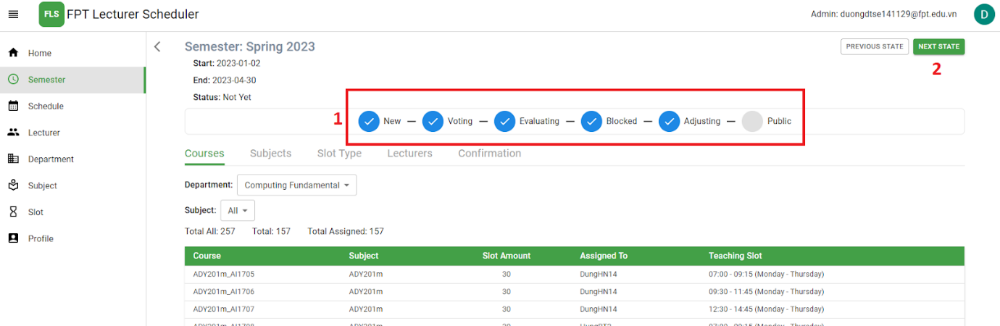 FLS FPT Lecturer Scheduler
Admin: duongdtse141129@fpt.edu.vn D
Home
Semester
Schedule
Lecturer
Department
Subject
Slot
Profile
Semester: Spring 2023
PREVIOUS STATE NEXT STATE
2
Start: 2023-01-02
End: 2023-04-30
Status: Not Yet
1
New Voting Evaluating Blocked Adjusting Public
Courses Subjects Slot Type Lecturers Confirmation
Department: Computing Fundamental
Subject: All
Total All: 257 Total: 157 Total Assigned: 157
Course Subject Slot Amount Assigned To Teaching Slot
ADY201m_AI1705 ADY201m 30 DungHN14 07:00 - 09:15 (Monday - Thursday)
ADY201m_AI1706 ADY201m 30 DungHN14 09:30 - 11:45 (Monday - Thursday)
ADY201m_AI1707 ADY201m 30 DungHN14 12:30 - 14:45 (Monday - Thursday)